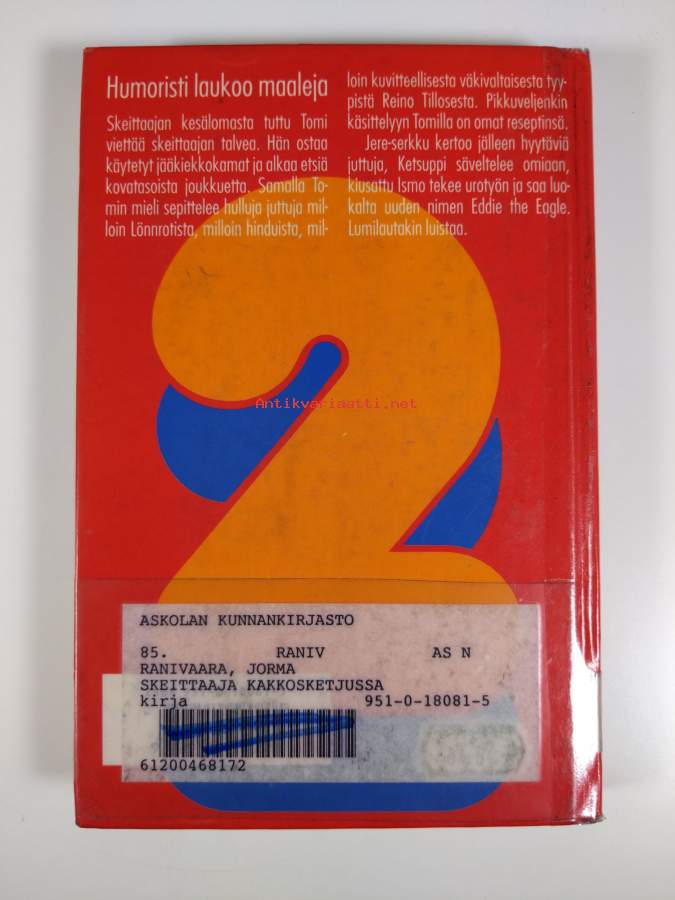 Humoristi laukoo maaleja
Skeittaajan kesälomasta tuttu Tomi
viettää skeittaajan talvea. Hän ostaa
käytetyt jääkiekkokamat ja alkaa etsiä
kovatasoista joukkuetta. Samalla To-
min mieli sepittelee hulluja juttuja mil-
loin Lönnrotista, milloin hinduista, mil-
loin kuvitteellisesta väkivaltaisesta tyy-
pistä Reino Tillosesta. Pikkuveljenkin
käsittelyyn Tomilla on omat reseptinsä.
Jere-serkku kertoo jälleen hyytäviä
juttuja, Ketsuppi säveltelee omiaan,
kiusattu Ismo tekee urotyön ja saa luo-
kalta uuden nimen Eddie the Eagle.
Lumilautakin luistaa.
Antikvariaatti.net
ASKOLAN KUNNANKIRJASTO
85. RANIV AS N
RANIVAARA, JORMA
SKEITTAAJA KAKKOSKETJUSSA
kirja 951-0-18081-5
61200468172